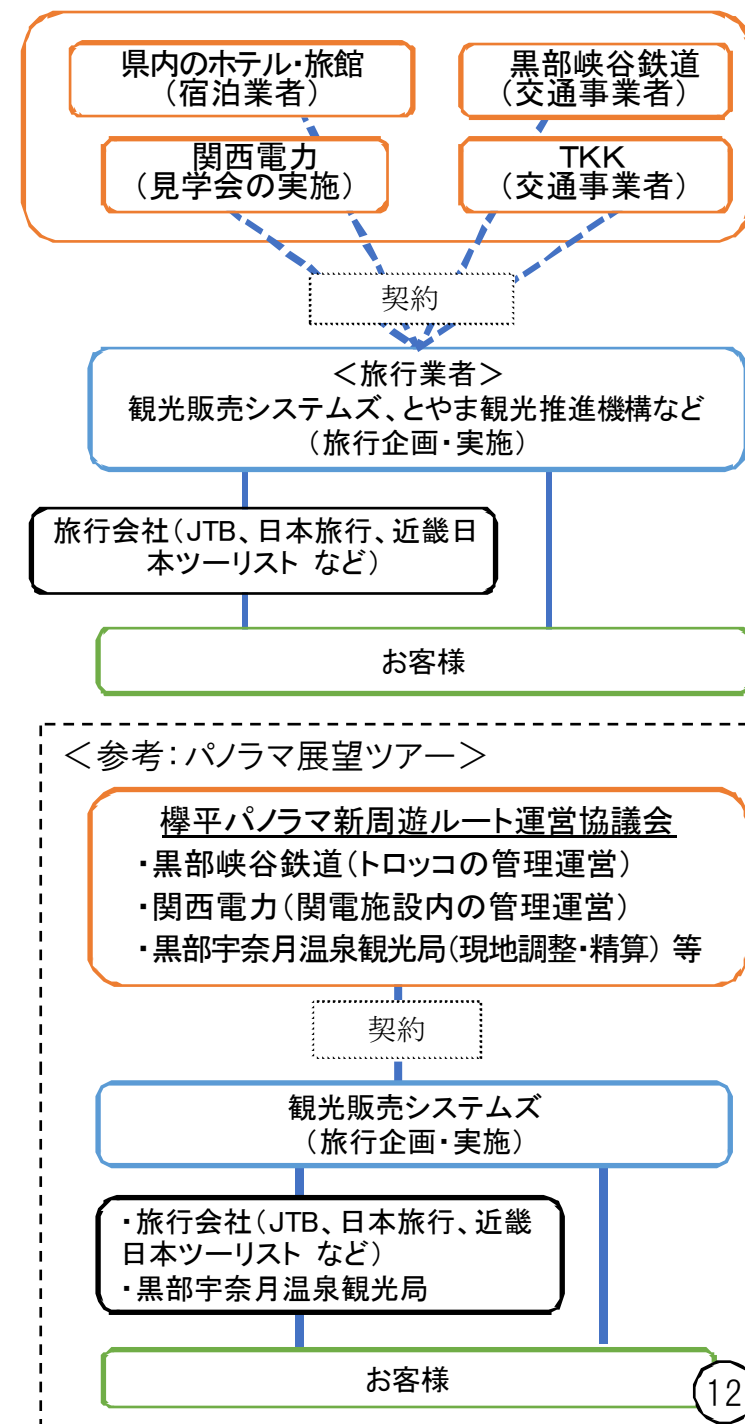 県内のホテル・旅館
（宿泊業者）
黒部峡谷鉄道
（交通事業者）
関西電力
（見学会の実施）
TKK
（交通事業者）
契約
＜旅行業者＞
観光販売システムズ、とやま観光推進機構など
（旅行企画・実施）
旅行会社（JTB、日本旅行、近畿日
本ツーリスト など）
お客様
＜参考：パノラマ展望ツアー＞
欅平パノラマ新周遊ルート運営協議会
・黒部峡谷鉄道（トロッコの管理運営）
・関西電力（関電施設内の管理運営）
・黒部宇奈月温泉観光局（現地調整・精算） 等
契約
観光販売システムズ
（旅行企画・実施）
・旅行会社（JTB、日本旅行、近畿
日本ツーリスト など）
・黒部宇奈月温泉観光局
お客様
12